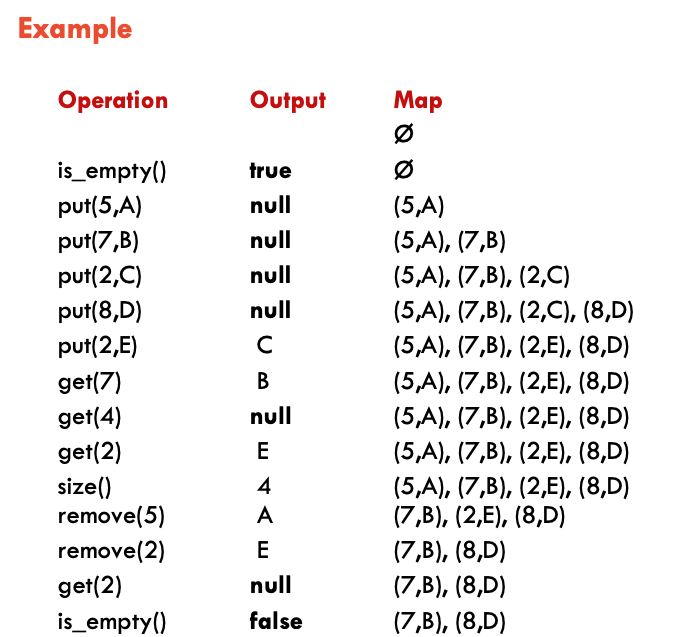 Example
Operation Output Map
Ø
is_empty() true Ø
put(5,A) null (5,A)
put(7,B) null (5,A), (7,B)
put(2,C) null (5,A), (7,B), (2,C)
put(8,D) null (5,A), (7,B), (2,C), (8,D)
put(2,E) C (5,A), (7,B), (2,E), (8,D)
get(7) B (5,A), (7,B), (2,E), (8,D)
get(4) null (5,A), (7,B), (2,E), (8,D)
get(2) E (5,A), (7,B), (2,E), (8,D)
size() 4 (5,A), (7,B), (2,E), (8,D)
remove(5) A (7,B), (2,E), (8,D)
remove(2) E (7,B), (8,D)
get(2) null (7,B), (8,D)
is_empty() false (7,B), (8,D)